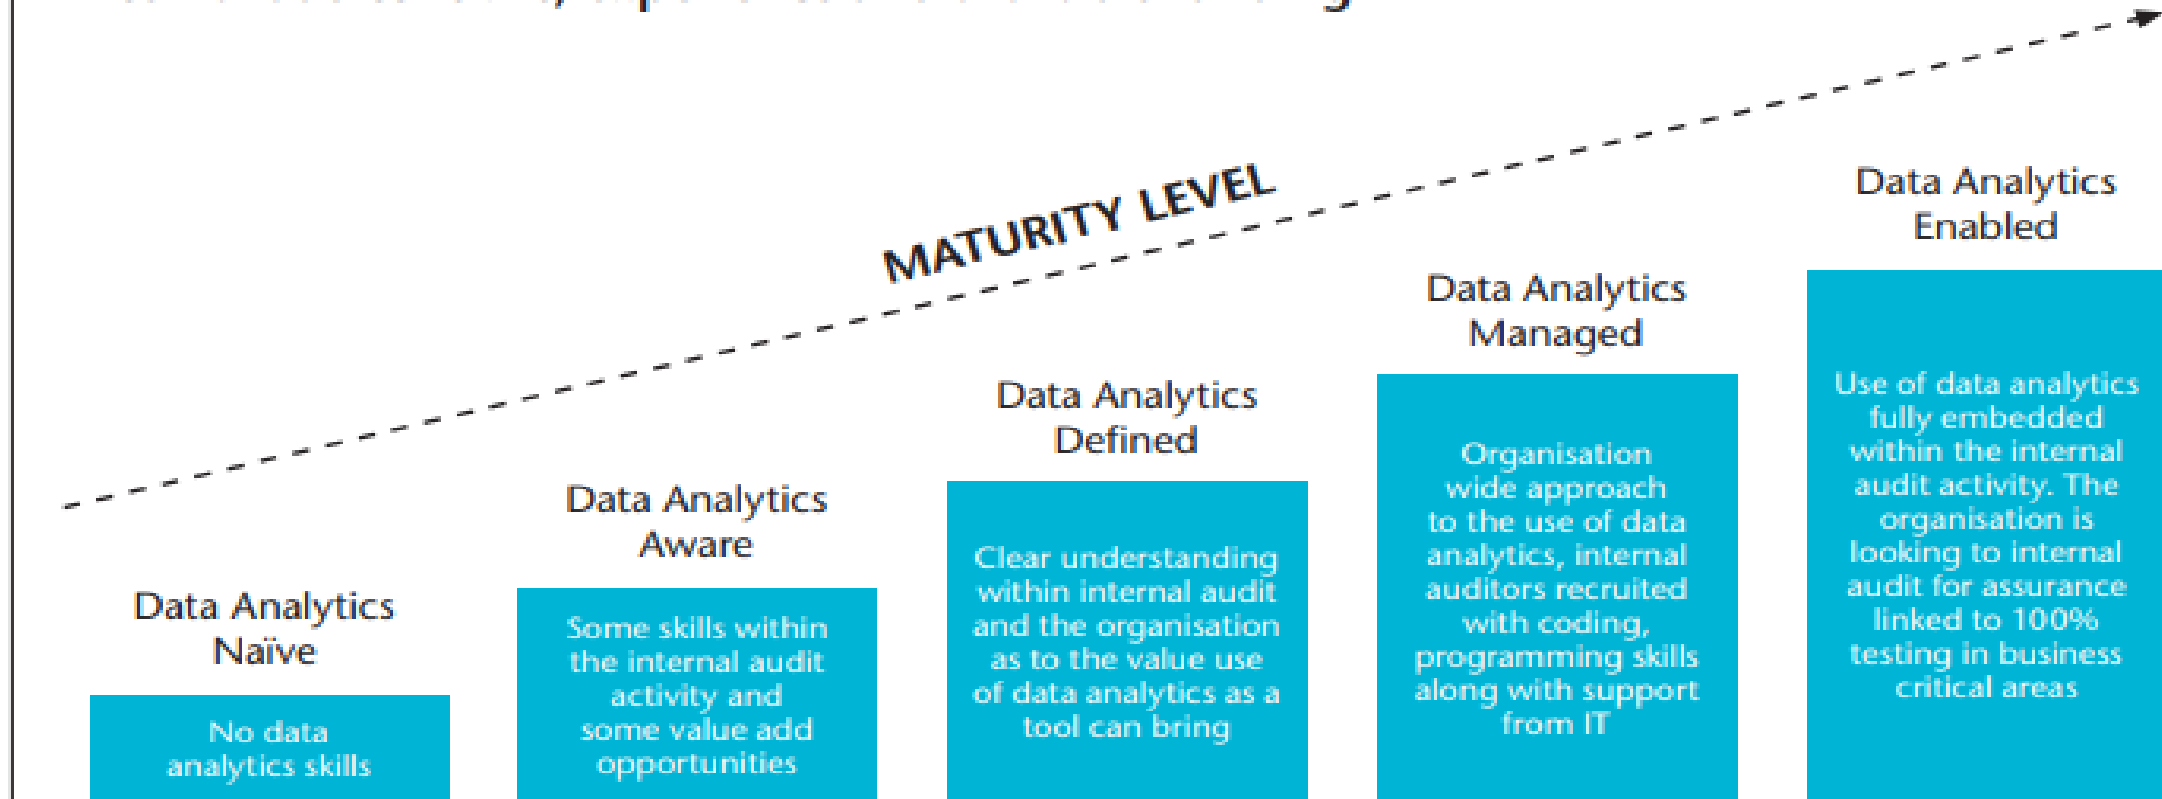 MATURITY LEVEL
Data Analytics
Naïve
No data
analytics skills
Data Analytics
Aware
Some skills within
the internal audit
activity and
some value add
opportunities
Data Analytics
Defined
Clear understanding
within internal audit
and the organisation
as to the value use
of data analytics as a
tool can bring
Data Analytics
Managed
Organisation
wide approach
to the use of data
analytics, internal
auditors recruited
with coding,
programming skills
along with support
from IT
Data Analytics
Enabled
Use of data analytics
fully embedded
within the internal
audit activity. The
organisation is
looking to internal
audit for assurance
linked to 100%
testing in business
critical areas